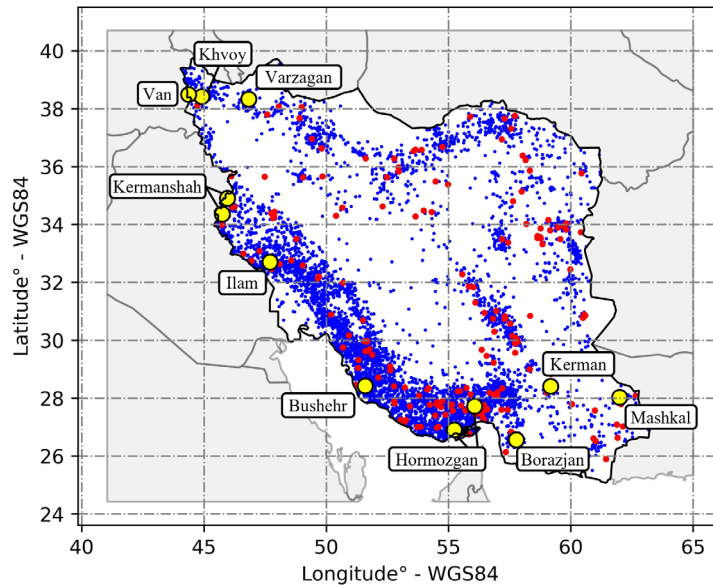 40
38
36
34
32
30
28
26
24
Latitude° - WGS84
Khvoy
Varzagan
Van
Kermanshah
Ilam
Kerman
Bushehr
Mashkal
Hormozgan
Borazjan
40
45
50
55
60
65
Longitude° - WGS84